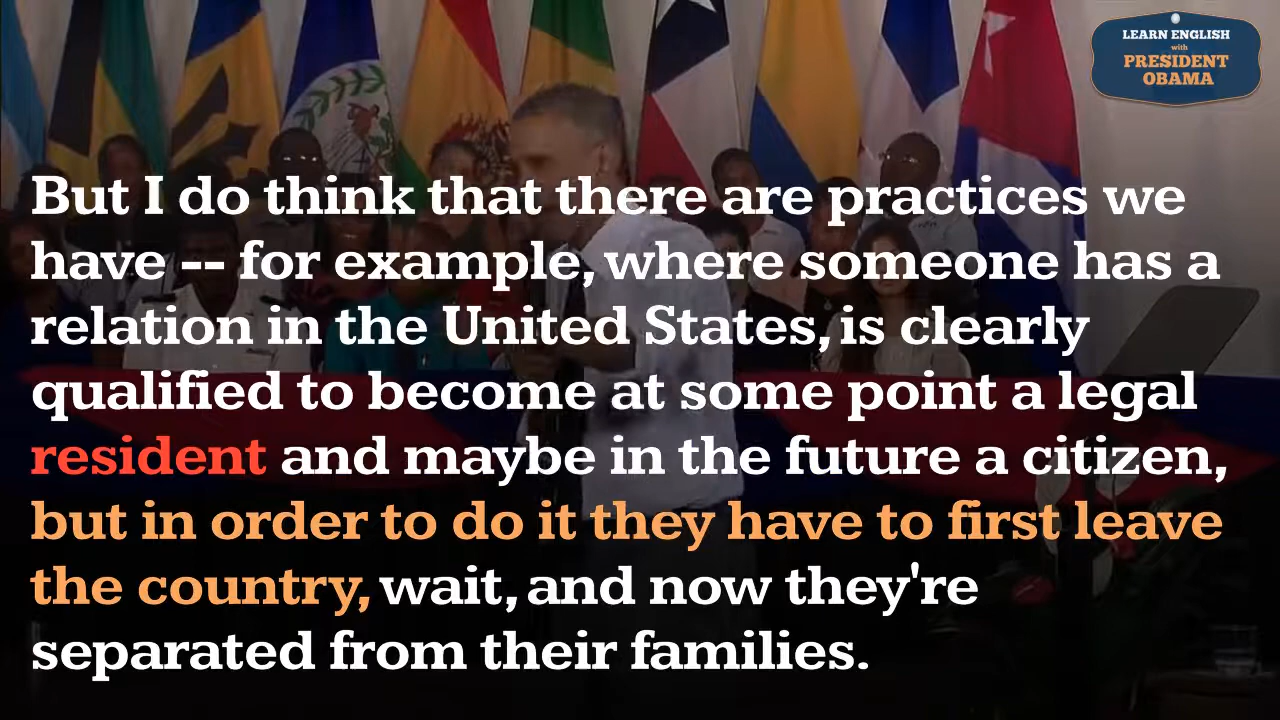 LEARN ENGLISH
with
PRESIDENT
OBAMA
But I do think that there are practices we
have -- for example, where someone has a
relation in the United States, is clearly
qualified to become at some point a legal
resident and maybe in the future a citizen,
but in order to do it they have to first leave
the country, wait, and now they're
separated from their families.